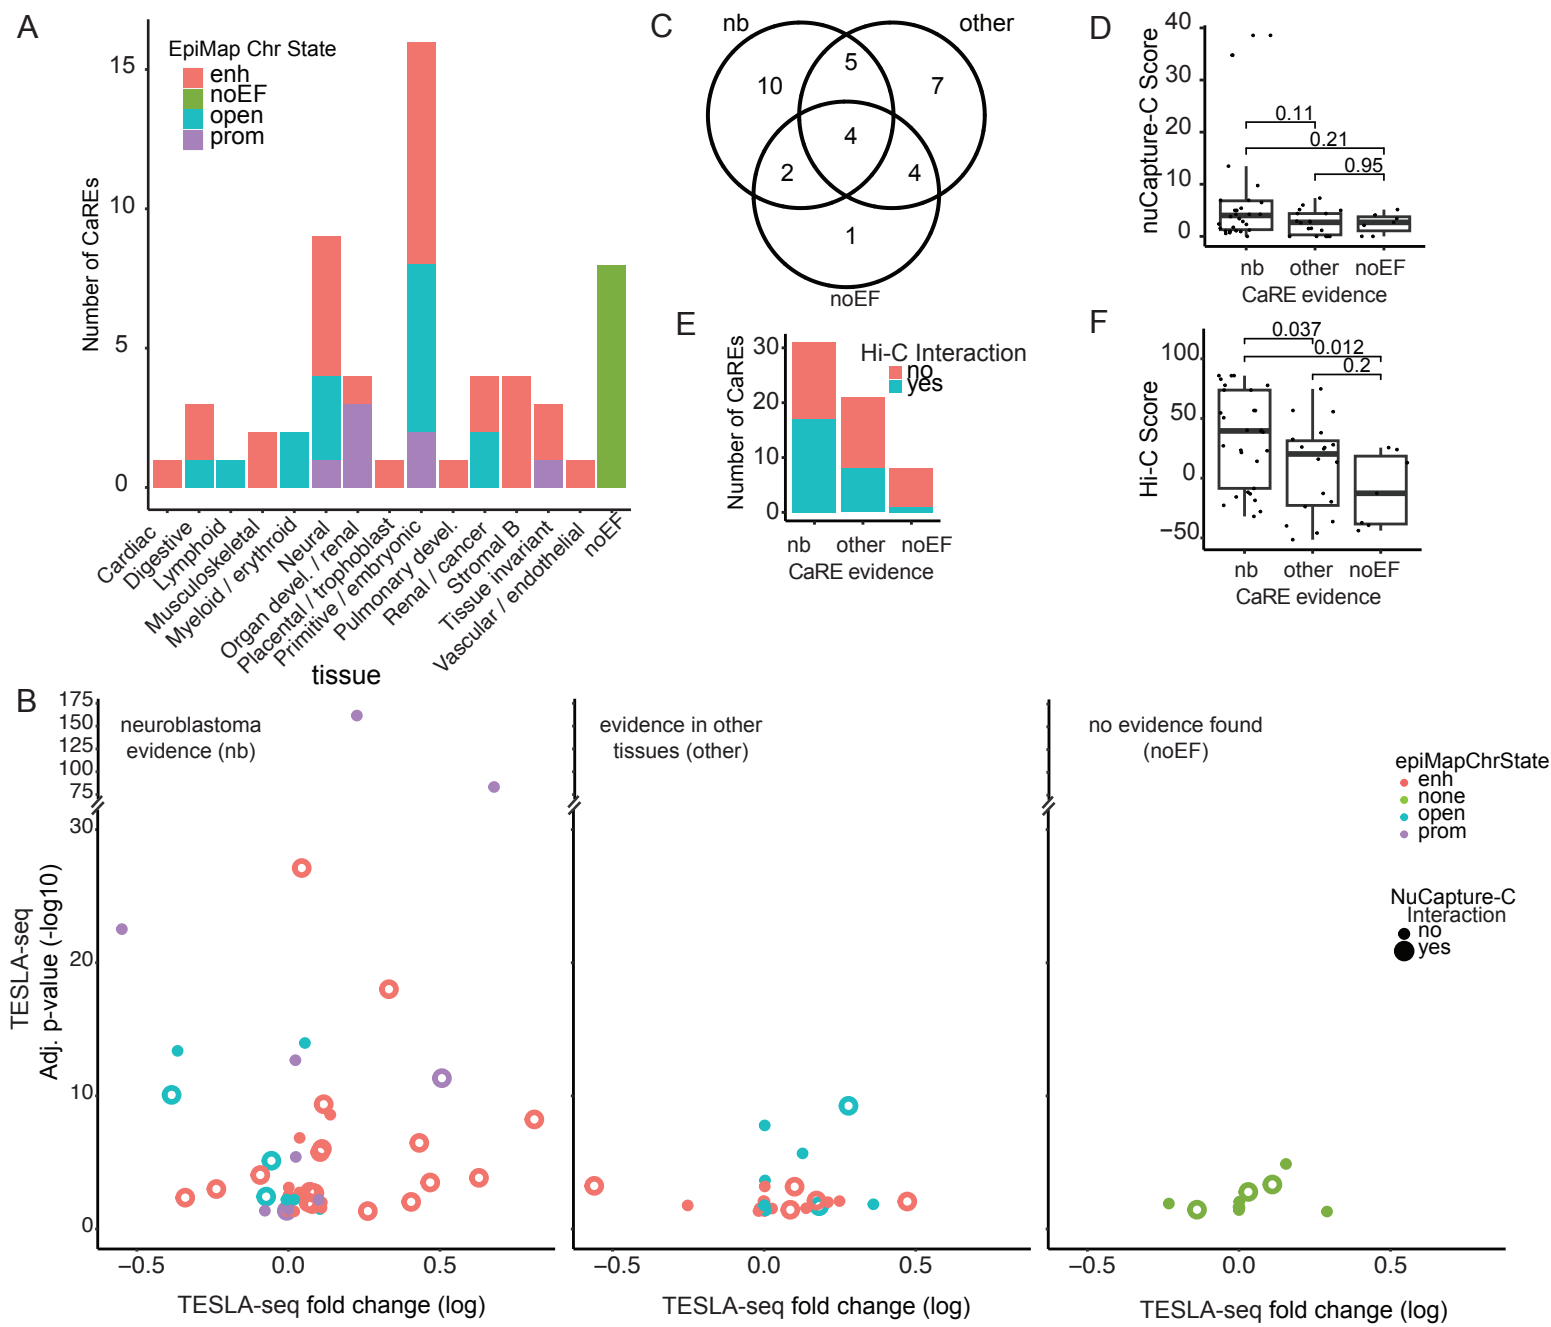 A
EpiMap Chr State
enh
noEF
open
prom
Number of CaREs
15
10
5
0
Cardiac
Digestive
Lymphoid
Musculoskeletal
Myeloid / erythroid
Neural
Organ devel. / renal
Placental / trophoblast
Primitive / embryonic
Pulmonary devel.
Renal / cancer
Stromal B
Tissue invariant
Vascular / endothelial
noEF
tissue
C
nb
other
10
5
7
4
2
4
1
noEF
D
nuCapture-C Score
40
30
20
10
0
0.11
0.21
0.95
nb
other
noEF
CaRE evidence
E
Number of CaREs
30
20
10
0
Hi-C Interaction
no
yes
nb
other
noEF
CaRE evidence
F
Hi-C Score
100
50
0
−50
0.037
0.012
0.2
nb
other
noEF
CaRE evidence
B
TESLA-seq
Adj. p-value (-log10)
175
150
125
100
75
30
20
10
0
neuroblastoma
evidence (nb)
−0.5
0.0
0.5
TESLA-seq fold change (log)
evidence in other
tissues (other)
−0.5
0.0
0.5
TESLA-seq fold change (log)
no evidence found
(noEF)
−0.5
0.0
0.5
TESLA-seq fold change (log)
epiMapChrState
enh
none
open
prom
NuCapture-C
Interaction
no
yes